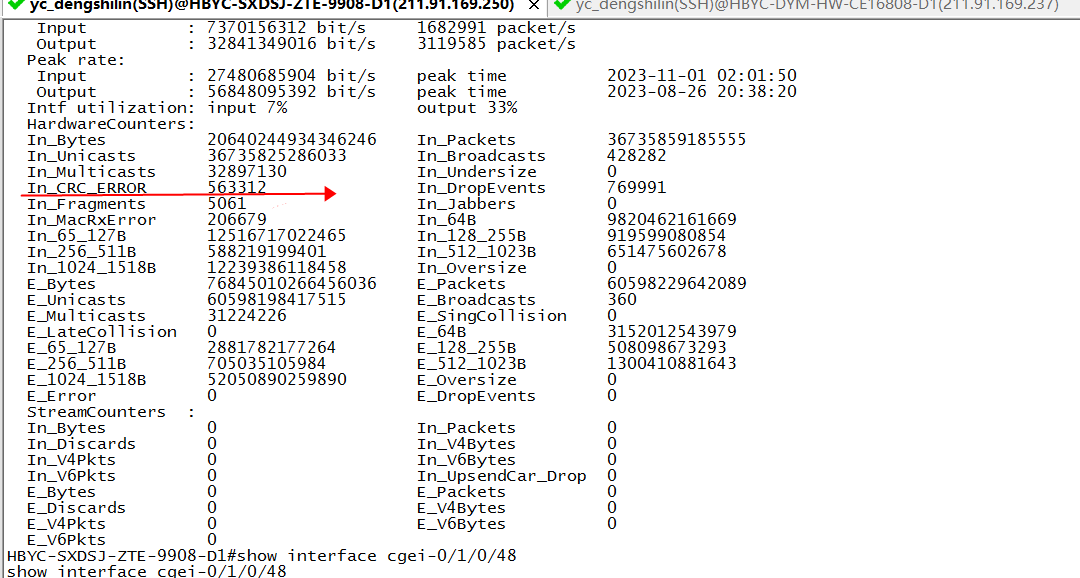 yc_dengshilin(SSH)@HBYC-SXDSJ-ZTE-9908-D1(211.91.169.250) × yc_dengshilin(SSH)@HBYC-DYM-HW-CE16808-D1(211.91.169.237)
Input : 7370156312 bit/s 1682991 packet/s
Output : 32841349016 bit/s 3119585 packet/s
Peak rate:
Input : 27480685904 bit/s peak time 2023-11-01 02:01:50
Output : 56848095392 bit/s peak time 2023-08-26 20:38:20
Intf utilization: input 7% output 33%
HardwareCounters:
In_Bytes 20640244934346246 In_Packets 36735859185555
In_Unicasts 36735825286033 In_Broadcasts 428282
In_Multicasts 32897130 In_Undersize 0
In_CRC_ERROR 563312 In_DropEvents 769991
In_Fragments 5061 In_Jabbers 0
In_MacRxError 206679 In_64B 9820462161669
In_65_127B 12516717022465 In_128_255B 919599080854
In_256_511B 588219199401 In_512_1023B 651475602678
In_1024_1518B 12239386118458 In_Oversize 0
E_Bytes 76845010266456036 E_Packets 60598229642089
E_Unicasts 60598198417515 E_Broadcasts 360
E_Multicasts 31224226 E_SingCollision 0
E_LateCollision 0 E_64B 3152012543979
E_65_127B 2881782177264 E_128_255B 508098673293
E_256_511B 705035105984 E_512_1023B 1300410881643
E_1024_1518B 52050890259890 E_Oversize 0
E_Error 0 E_DropEvents 0
StreamCounters :
In_Bytes 0 In_Packets 0
In_Discards 0 In_V4Bytes 0
In_V4Pkts 0 In_V6Bytes 0
In_V6Pkts 0 In_UpsendCar_Drop 0
E_Bytes 0 E_Packets 0
E_Discards 0 E_V4Bytes 0
E_V4Pkts 0 E_V6Bytes 0
E_V6Pkts 0
HBYC-SXDSJ-ZTE-9908-D1#show interface cgei-0/1/0/48
show interface cgei-0/1/0/48